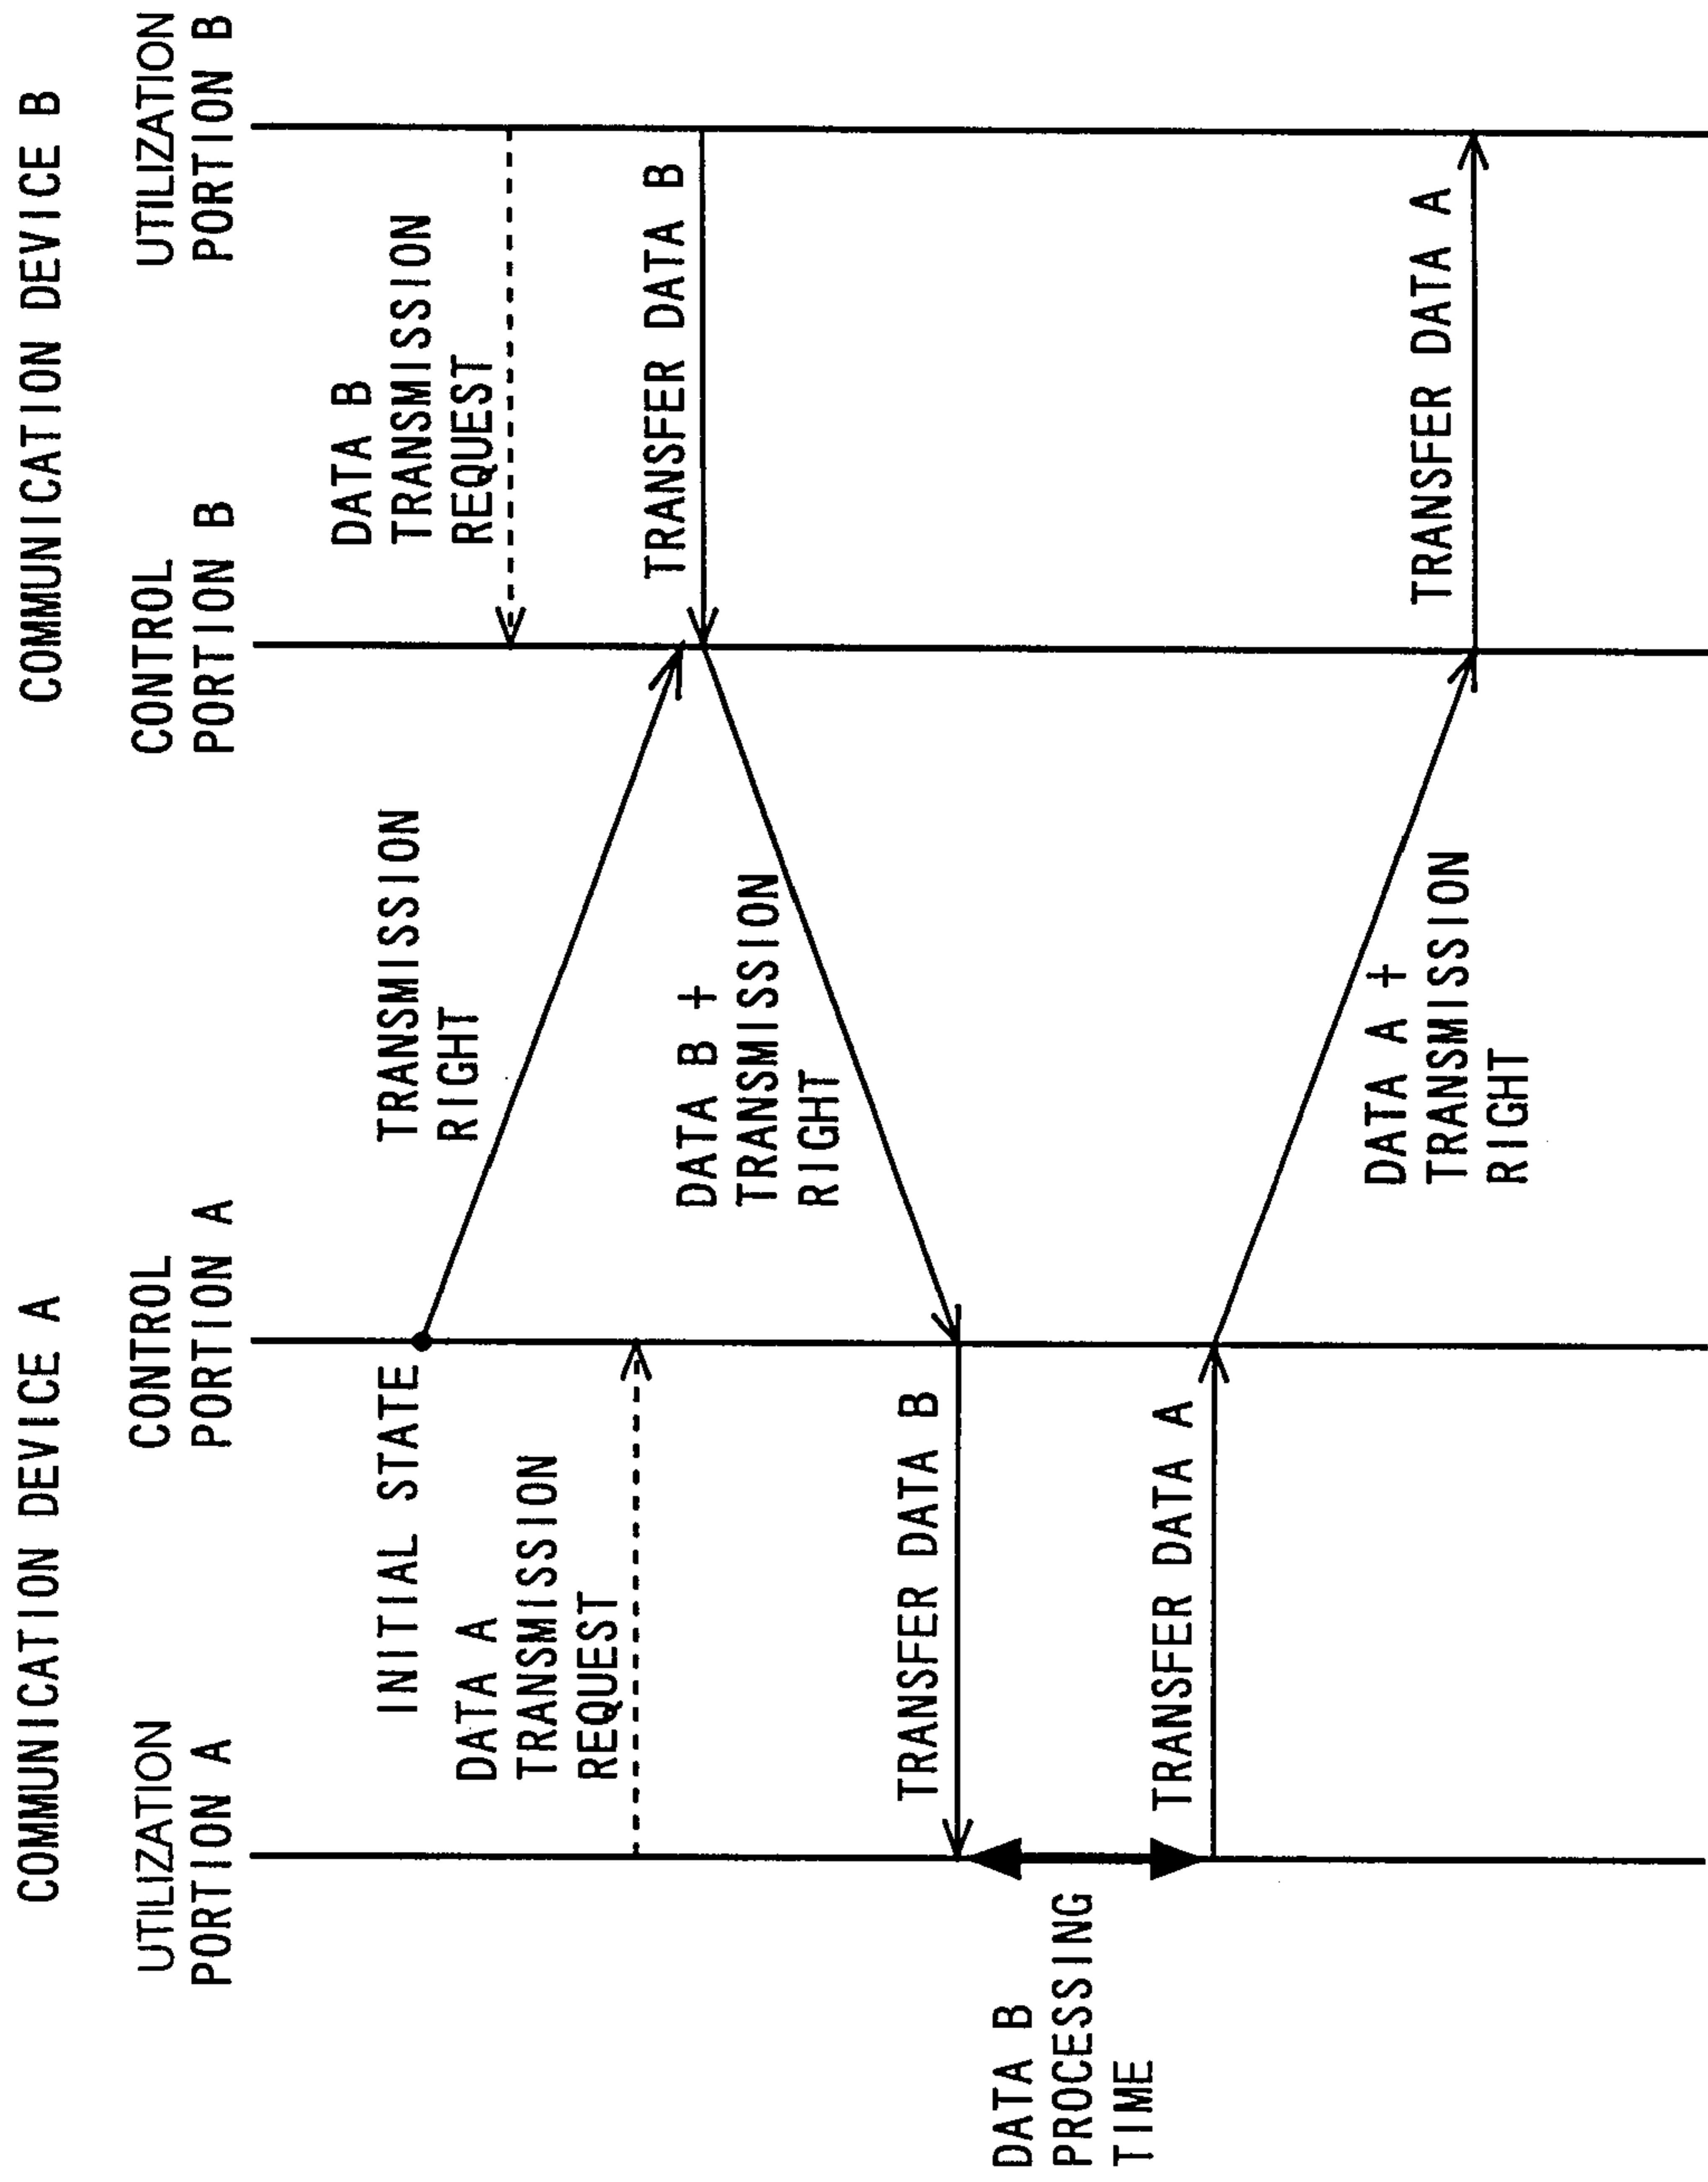 COMMUNICATION DEVICE A
COMMUNICATION DEVICE B
UTILIZATION
PORTION A
CONTROL
PORTION A
CONTROL
PORTION B
UTILIZATION
PORTION B
INITIAL STATE
TRANSMISSION
RIGHT
DATA B
TRANSMISSION
REQUEST
DATA A
TRANSMISSION
REQUEST
TRANSFER DATA B
DATA B +
TRANSMISSION
RIGHT
TRANSFER DATA B
DATA B
PROCESSING
TIME
TRANSFER DATA A
DATA A +
TRANSMISSION
RIGHT
TRANSFER DATA A